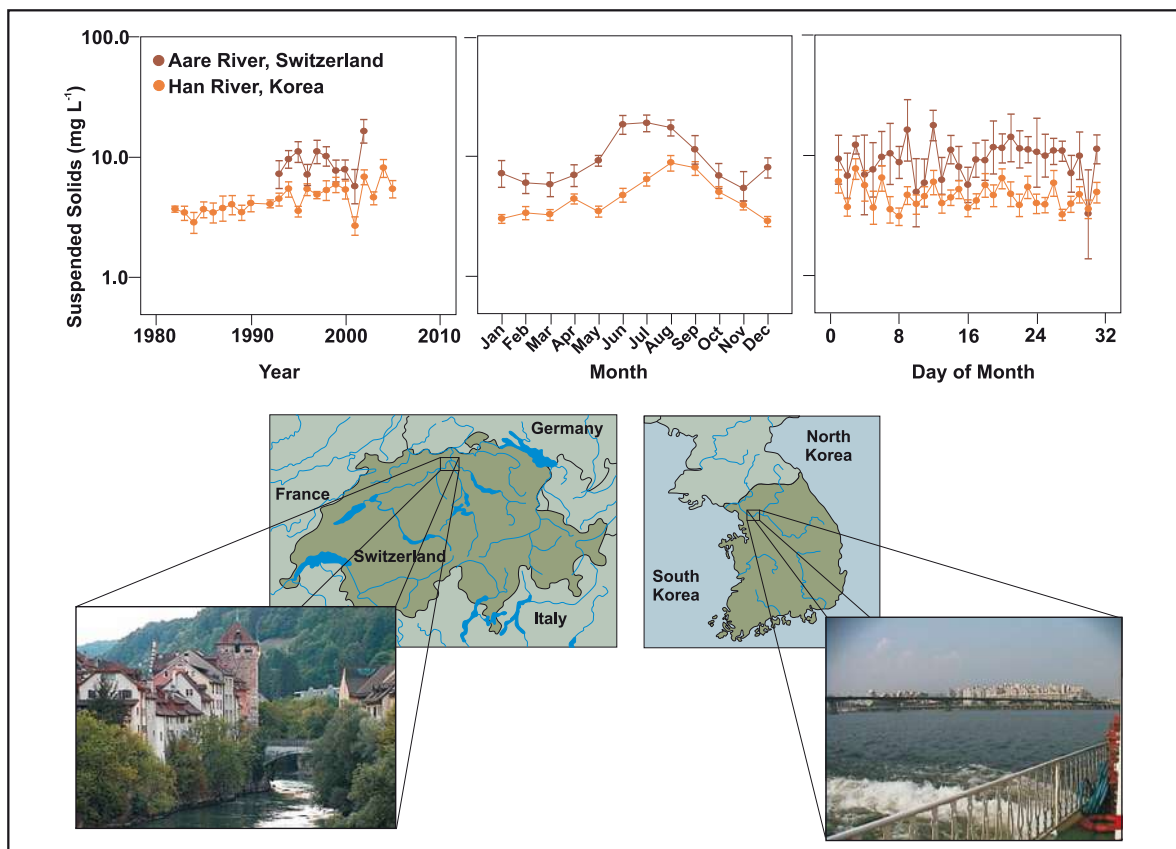 100.0
10.0
1.0
Suspended Solids (mg L⁻¹)
Aare River, Switzerland
Han River, Korea
1980 1990 2000 2010
Year
Jan Feb Mar Apr May Jun Jul Aug Sep Oct Nov Dec
Month
0 8 16 24 32
Day of Month
Germany
France
Switzerland
Italy
North
Korea
South
Korea